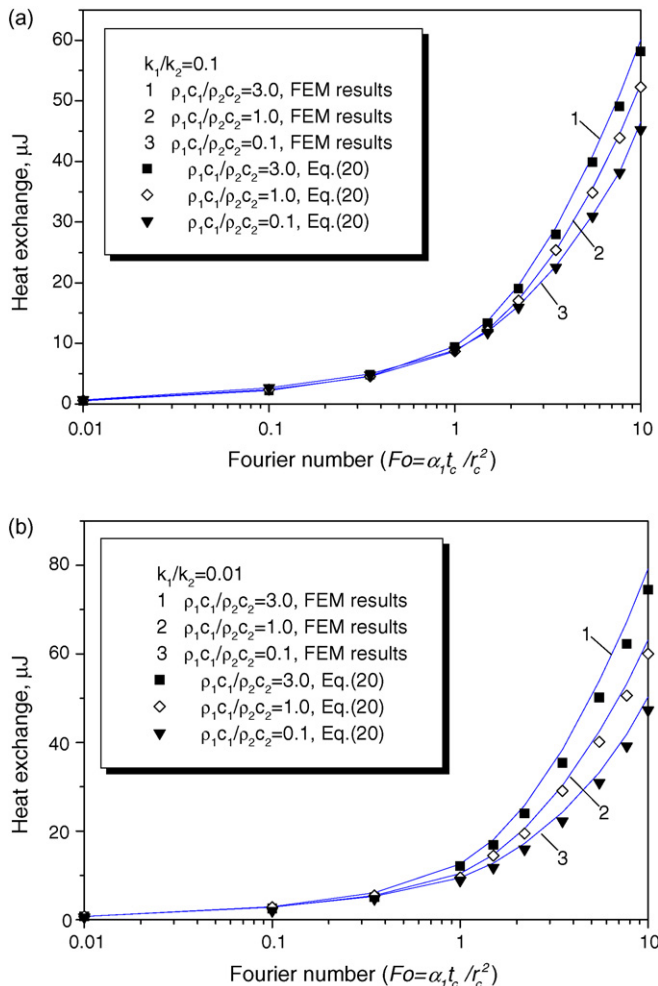 (a)
60
50
40
30
20
10
0
Heat exchange, μJ
k₁/k₂=0.1
1 ρ₁c₁/ρ₂c₂=3.0, FEM results
2 ρ₁c₁/ρ₂c₂=1.0, FEM results
3 ρ₁c₁/ρ₂c₂=0.1, FEM results
ρ₁c₁/ρ₂c₂=3.0, Eq.(20)
ρ₁c₁/ρ₂c₂=1.0, Eq.(20)
ρ₁c₁/ρ₂c₂=0.1, Eq.(20)
1
2
3
0.01 0.1 1 10
Fourier number (Fo=α₁t_c/r_c²)
(b)
80
60
40
20
0
Heat exchange, μJ
k₁/k₂=0.01
1 ρ₁c₁/ρ₂c₂=3.0, FEM results
2 ρ₁c₁/ρ₂c₂=1.0, FEM results
3 ρ₁c₁/ρ₂c₂=0.1, FEM results
ρ₁c₁/ρ₂c₂=3.0, Eq.(20)
ρ₁c₁/ρ₂c₂=1.0, Eq.(20)
ρ₁c₁/ρ₂c₂=0.1, Eq.(20)
1
2
3
0.01 0.1 1 10
Fourier number (Fo=α₁t_c/r_c²)